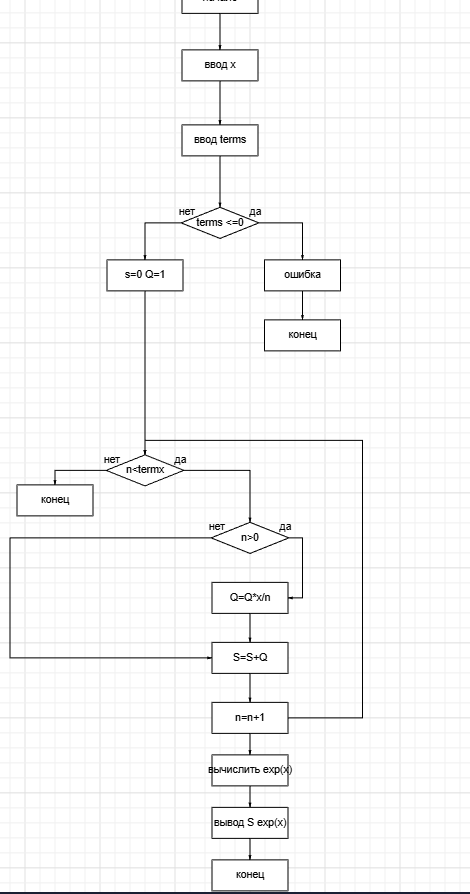 ввод x
ввод terms
нет
да
terms <=0
s=0 Q=1
ошибка
конец
нет
да
n<termx
конец
нет
да
n>0
Q=Q*x/n
S=S+Q
n=n+1
вычислить exp(x)
вывод S exp(x)
конец